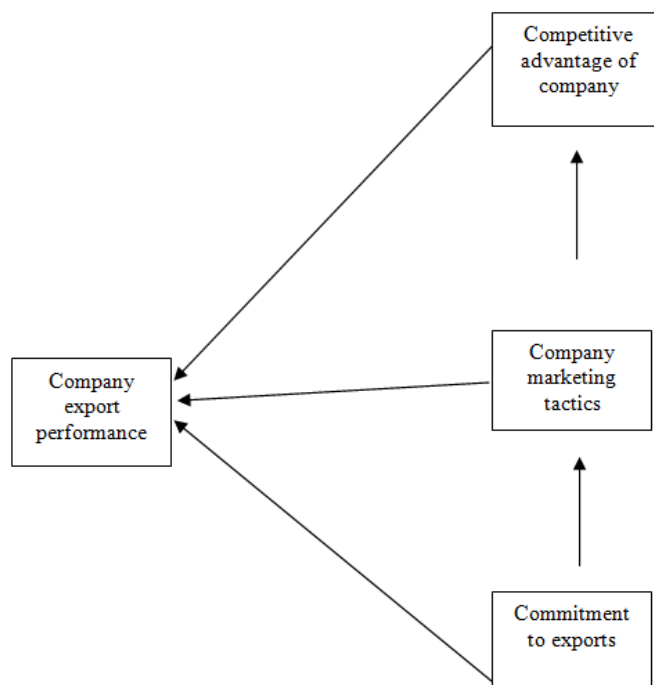 Competitive
advantage of
company
Company
marketing
tactics
Company
export
performance
Commitment
to exports